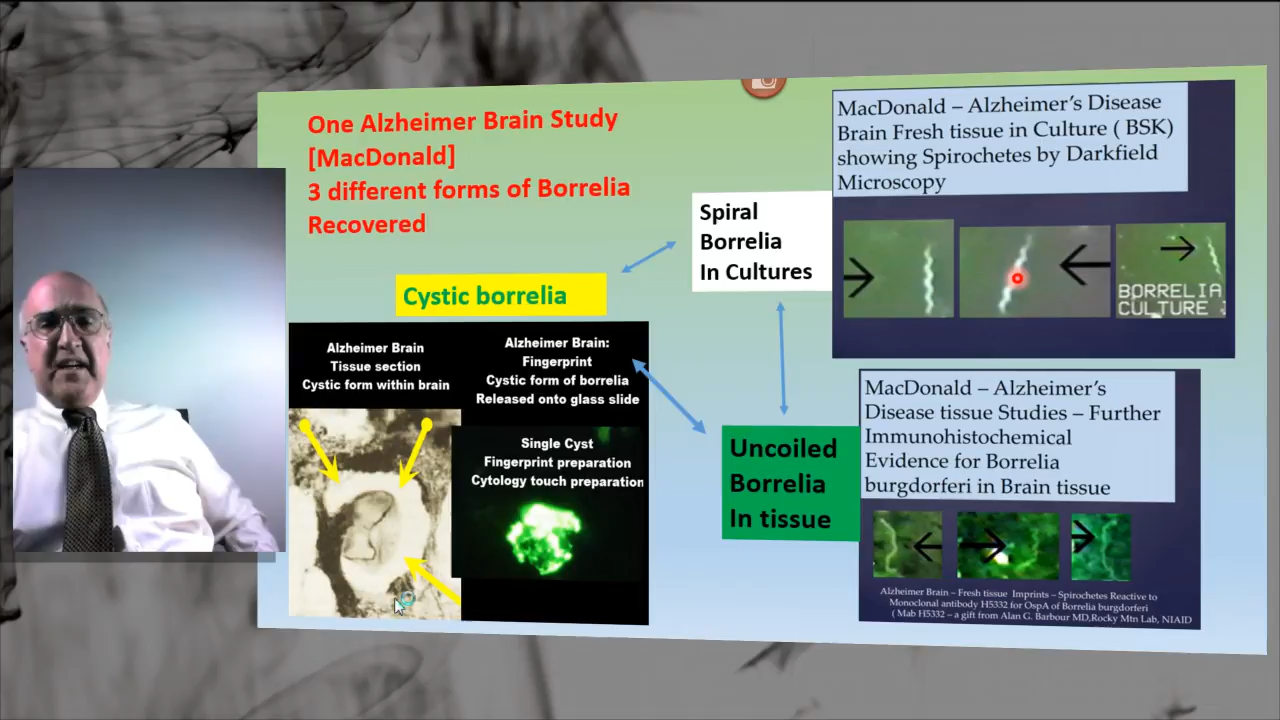 One Alzheimer Brain Study
[MacDonald]
3 different forms of Borrelia
Recovered
Cystic borrelia
Alzheimer Brain
Tissue section
Cystic form within brain
Alzheimer Brain:
Fingerprint
Cystic form of borrelia
Released onto glass slide
Single Cyst
Fingerprint preparation
Cytology touch preparation
Spiral
Borrelia
In Cultures
Uncoiled
Borrelia
In tissue
MacDonald – Alzheimer's Disease
Brain Fresh tissue in Culture ( BSK)
showing Spirochetes by Darkfield
Microscopy
BORRELIA
CULTURE
MacDonald – Alzheimer's
Disease tissue Studies – Further
Immunohistochemical
Evidence for Borrelia
burgdorferi in Brain tissue
Alzheimer Brain – Fresh tissue Imprints – Spirochetes Reactive to
Monoclonal antibody H5332 for OspA of Borrelia burgdorferi
( Mab H5332 – a gift from Alan G. Barbour MD,Rocky Mtn Lab, NIAID